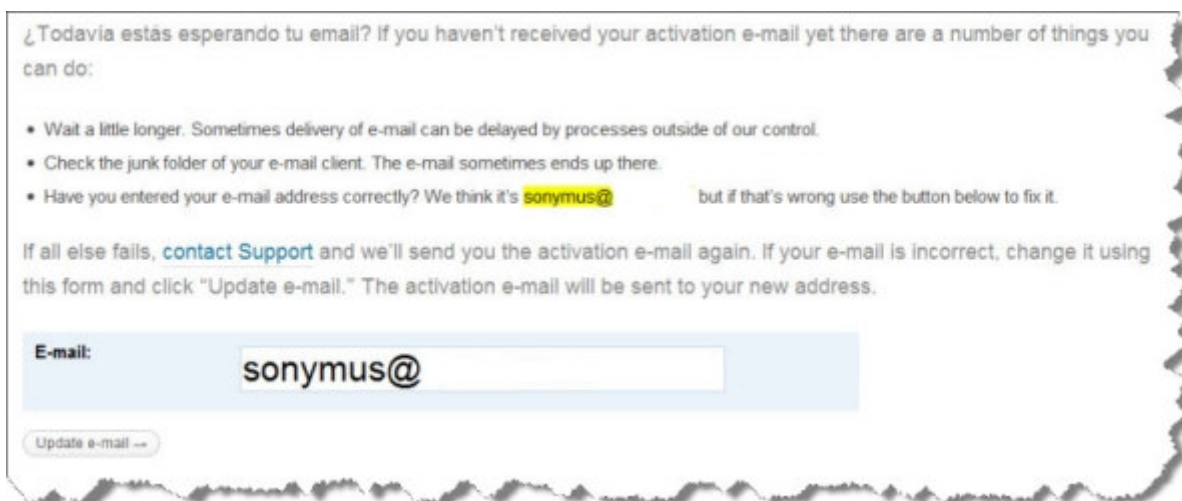 ¿Todavía estás esperando tu email? If you haven't received your activation e-mail yet there are a number of things you
can do:
• Wait a little longer. Sometimes delivery of e-mail can be delayed by processes outside of our control.
• Check the junk folder of your e-mail client. The e-mail sometimes ends up there.
• Have you entered your e-mail address correctly? We think it's sonymus@ but if that's wrong use the button below to fix it.
If all else fails, contact Support and we'll send you the activation e-mail again. If your e-mail is incorrect, change it using
this form and click “Update e-mail.” The activation e-mail will be sent to your new address.
E-mail:
sonymus@
Update e-mail →